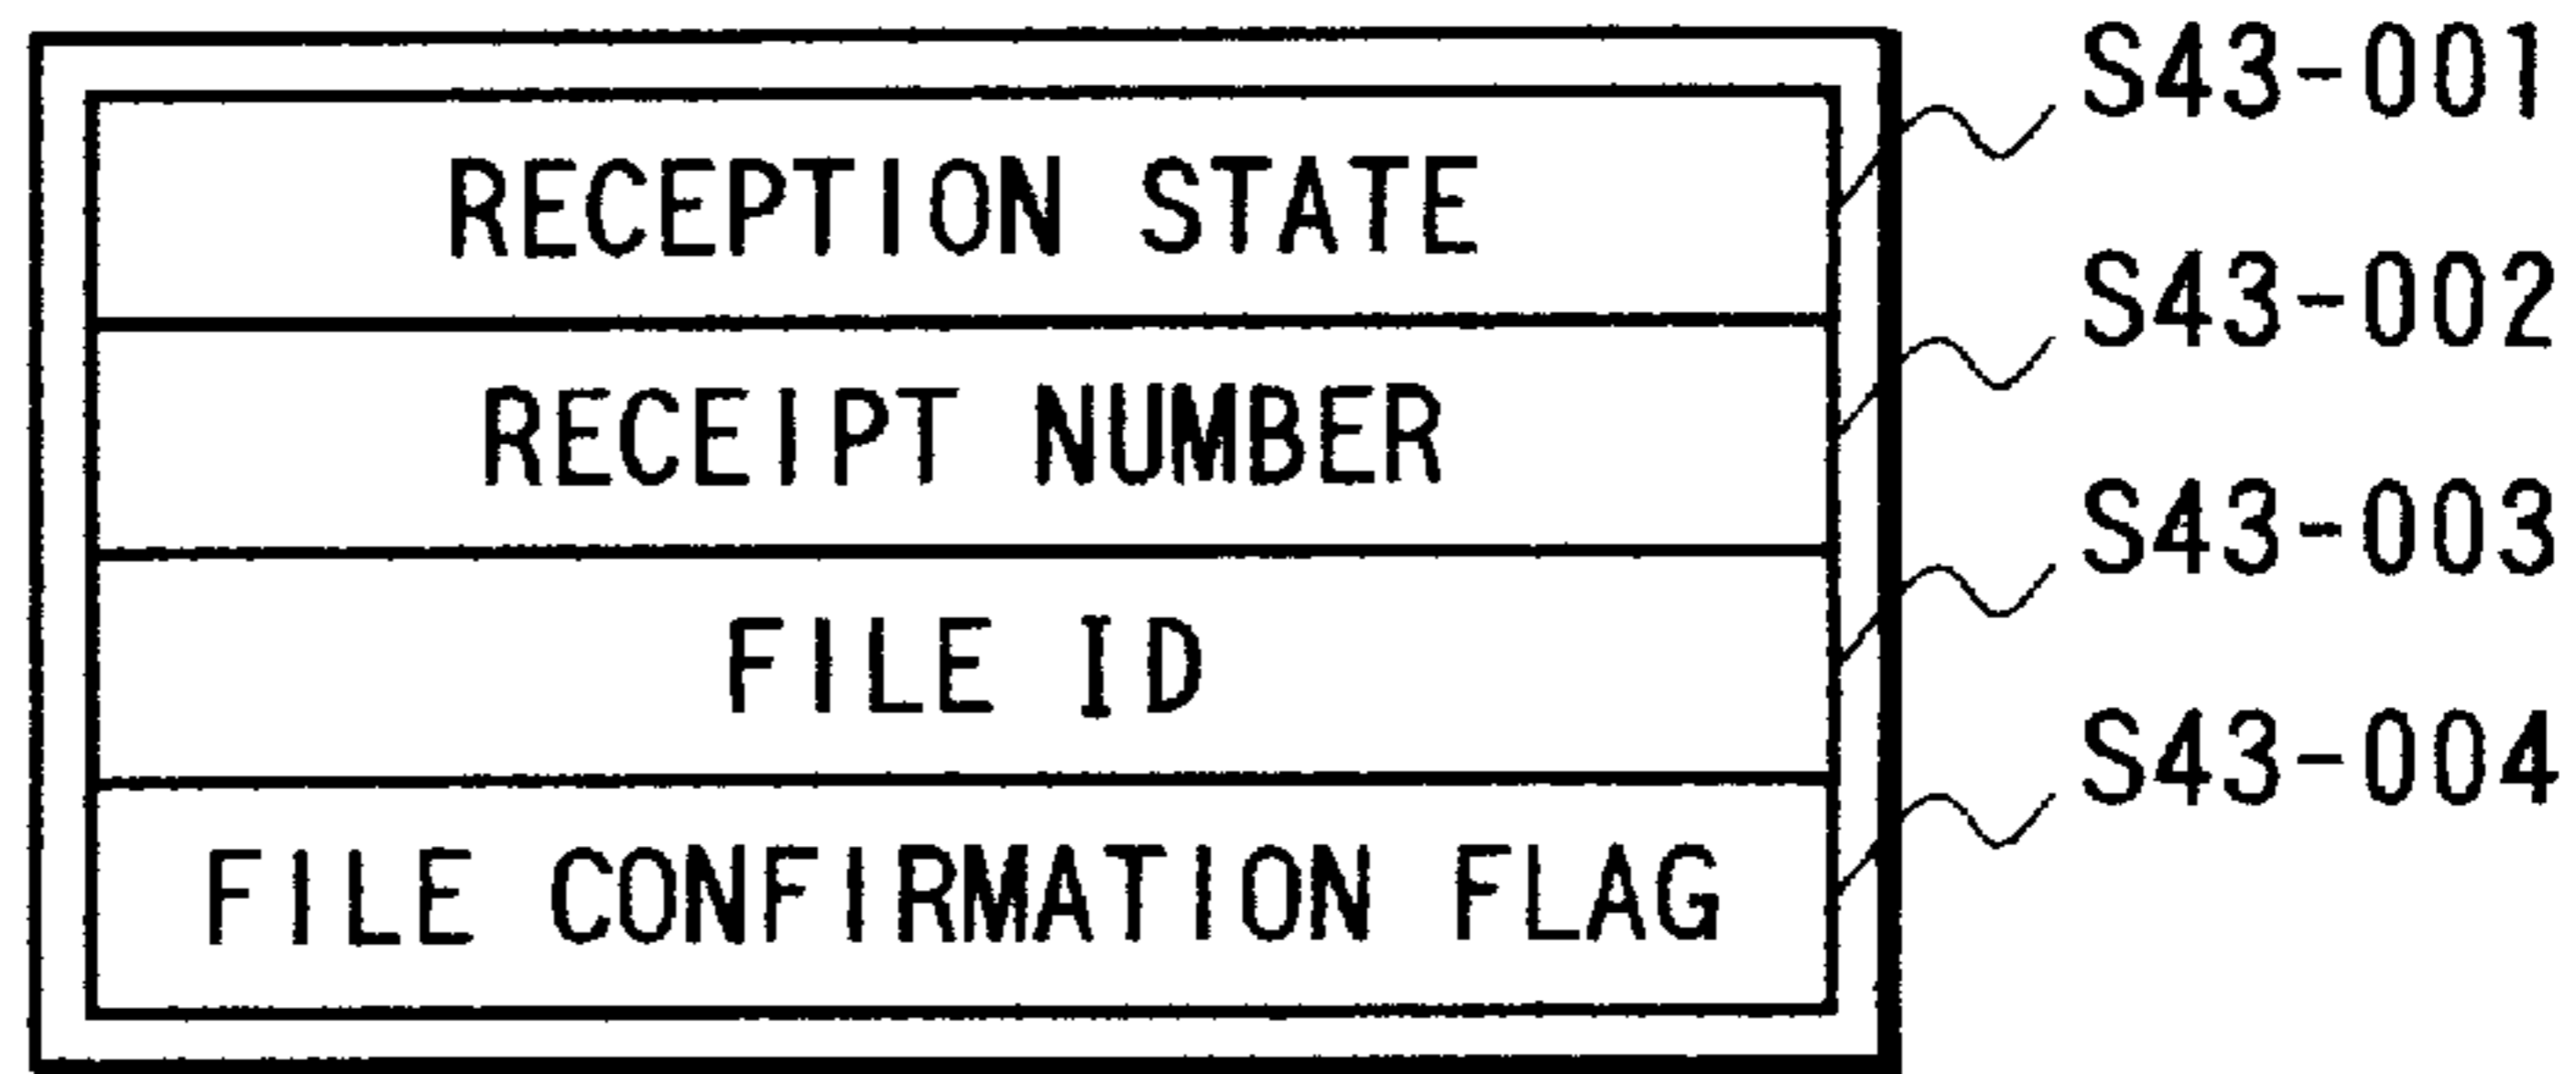 RECEPTION STATE S43-001
RECEIPT NUMBER S43-002
FILE ID S43-003
FILE CONFIRMATION FLAG S43-004